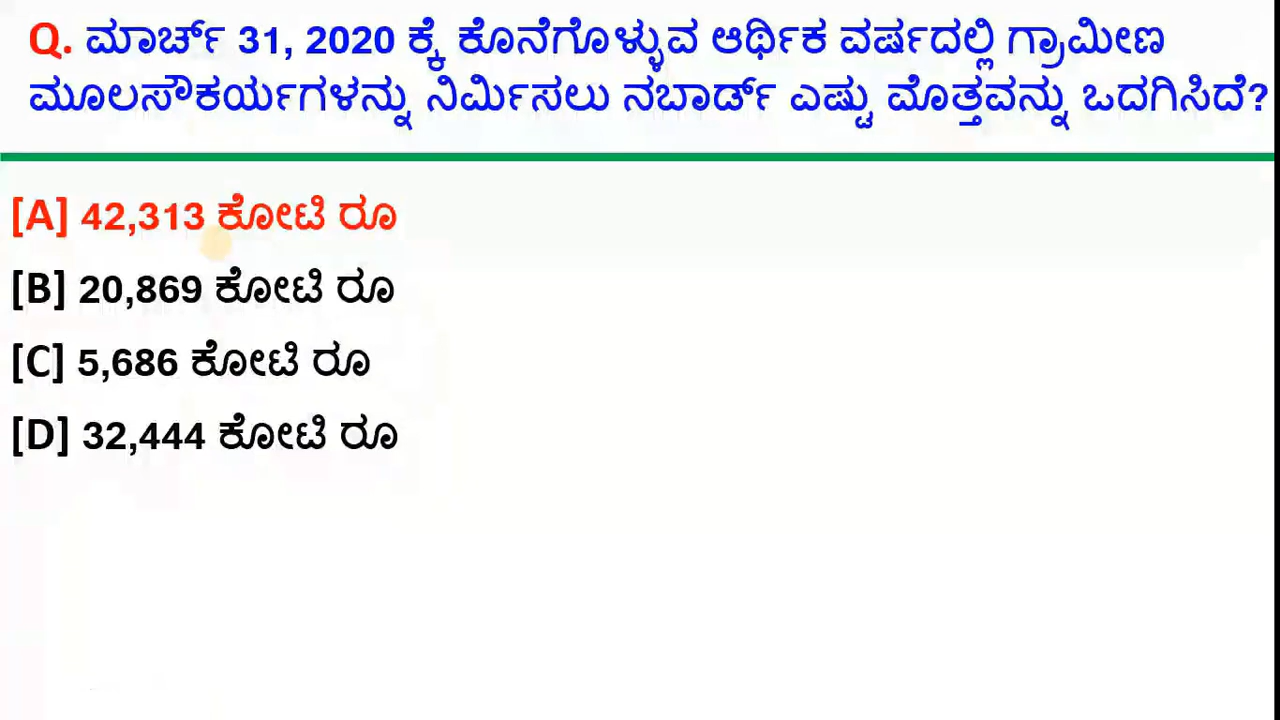 Q. ಮಾರ್ಚ್ 31, 2020 ಕ್ಕೆ ಕೊನೆಗೊಳ್ಳುವ ಆರ್ಥಿಕ ವರ್ಷದಲ್ಲಿ ಗ್ರಾಮೀಣ
ಮೂಲಸೌಕರ್ಯಗಳನ್ನು ನಿರ್ಮಿಸಲು ನಬಾರ್ಡ್ ಎಷ್ಟು ಮೊತ್ತವನ್ನು ಒದಗಿಸಿದೆ?
[A] 42,313 ಕೋಟಿ ರೂ
[B] 20,869 ಕೋಟಿ ರೂ
[C] 5,686 ಕೋಟಿ ರೂ
[D] 32,444 ಕೋಟಿ ರೂ